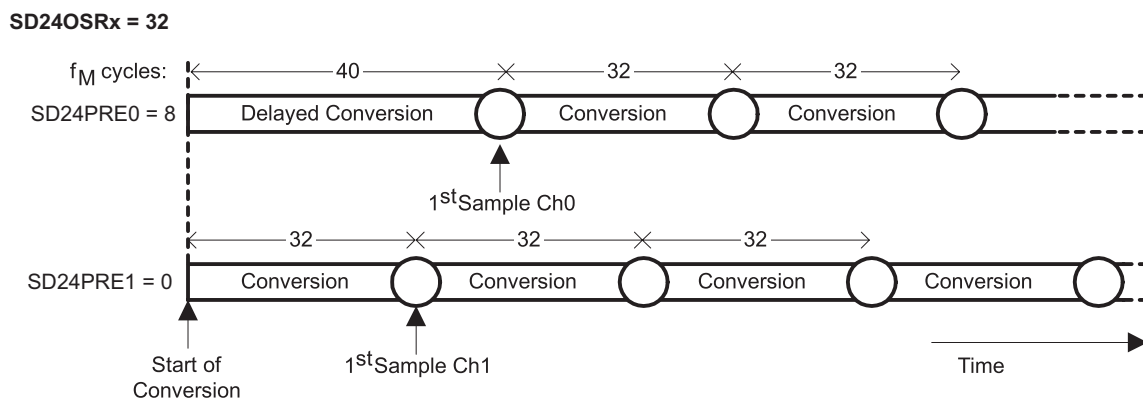 SD24OSRx = 32
fM cycles: 40 32 32
SD24PRE0 = 8 Delayed Conversion Conversion Conversion
1st Sample Ch0
32 32 32
SD24PRE1 = 0 Conversion Conversion Conversion Conversion
Start of
Conversion
1st Sample Ch1
Time